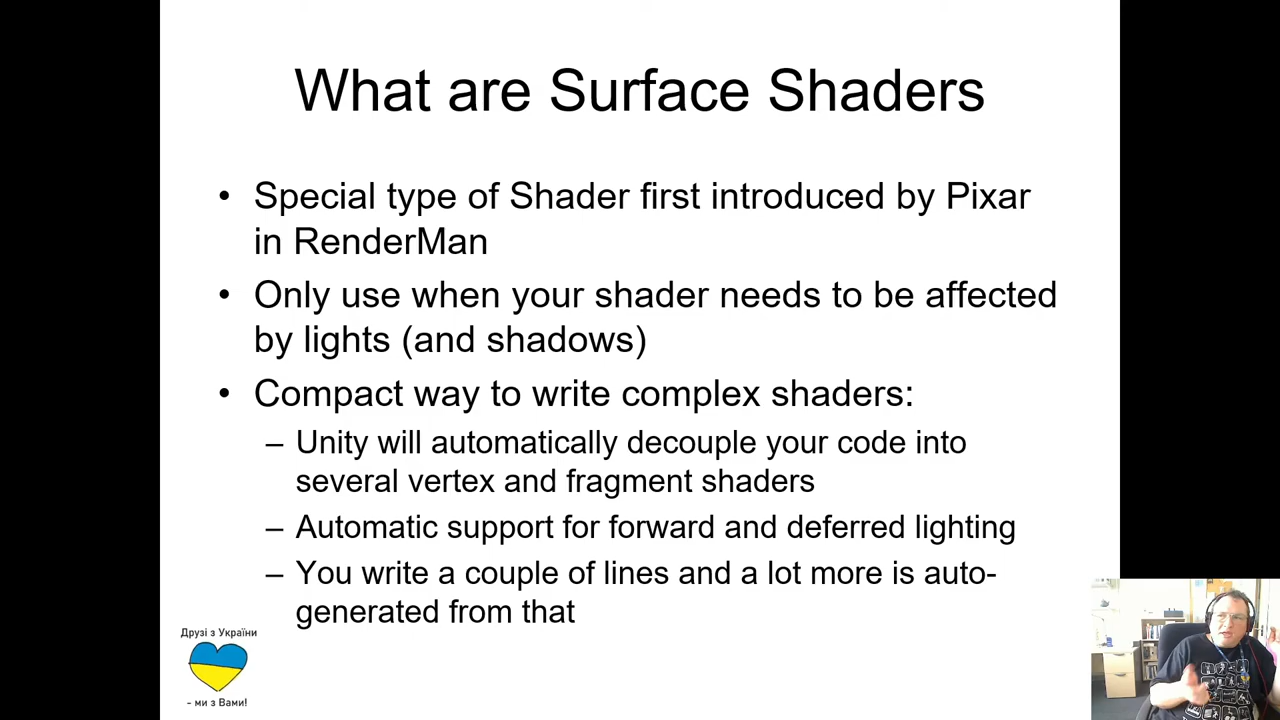 What are Surface Shaders
• Special type of Shader first introduced by Pixar
in RenderMan
• Only use when your shader needs to be affected
by lights (and shadows)
• Compact way to write complex shaders:
– Unity will automatically decouple your code into
several vertex and fragment shaders
– Automatic support for forward and deferred lighting
– You write a couple of lines and a lot more is auto-
generated from that
Друзі з України
- ми з Вами!